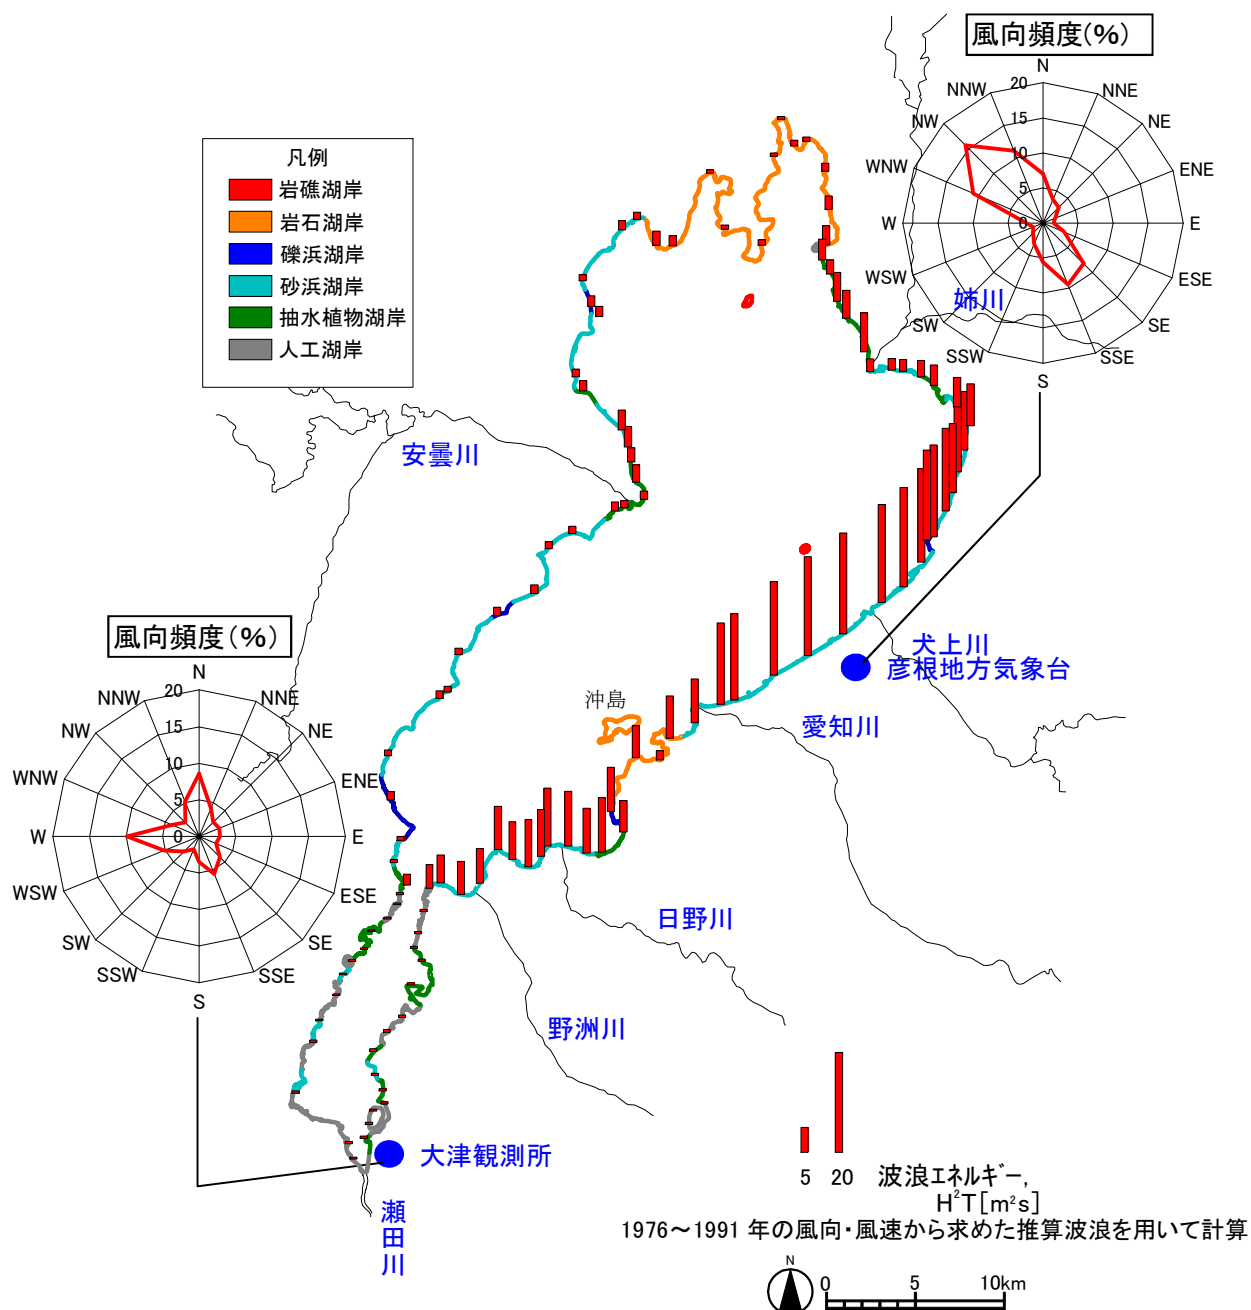 風向頻度(%)
N
NNE
NE
ENE
E
ESE
SE
SSE
S
SSW
SW
WSW
W
WNW
NW
NNW
20
15
10
5
0
凡例
岩礁湖岸
岩石湖岸
礫浜湖岸
砂浜湖岸
抽水植物湖岸
人工湖岸
姉川
安曇川
犬上川
彦根地方気象台
沖島
愛知川
風向頻度(%)
N
NNE
NE
ENE
E
ESE
SE
SSE
S
SSW
SW
WSW
W
WNW
NW
NNW
20
15
10
5
0
日野川
野洲川
大津観測所
瀬田川
5 20 波浪エネルギー,
H²T[m²s]
1976～1991 年の風向・風速から求めた推算波浪を用いて計算
N
0 5 10km